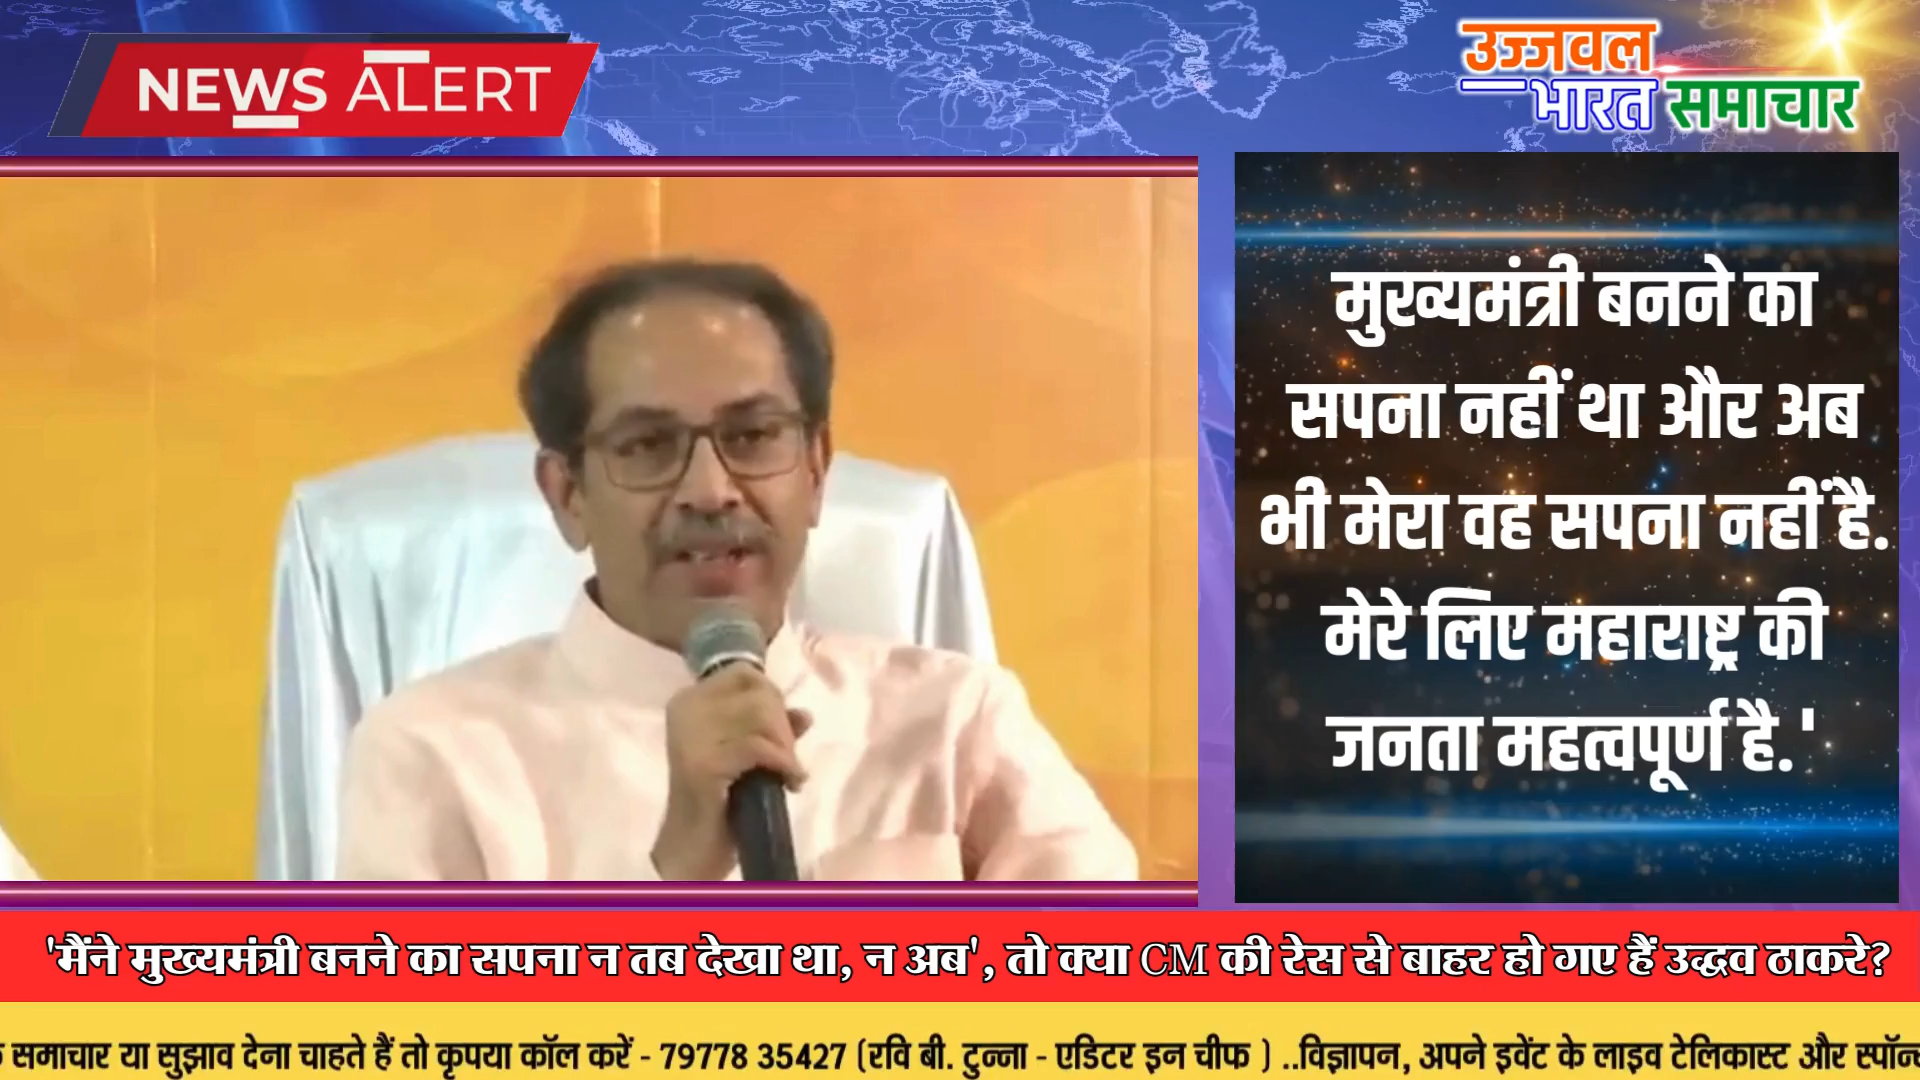 NEWS ALERT
उज्जवल
भारत समाचार
मुख्यमंत्री बनने का
सपना नहीं था और अब
भी मेरा वह सपना नहीं है.
मेरे लिए महाराष्ट्र की
जनता महत्वपूर्ण है.'
'मैंने मुख्यमंत्री बनने का सपना न तब देखा था, न अब', तो क्या CM की रेस से बाहर हो गए हैं उद्धव ठाकरे?
समाचार या सुझाव देना चाहते हैं तो कृपया कॉल करें - 79778 35427 (रवि बी. टुन्ना - एडिटर इन चीफ ) ..विज्ञापन, अपने इवेंट के लाइव टेलिकास्ट और